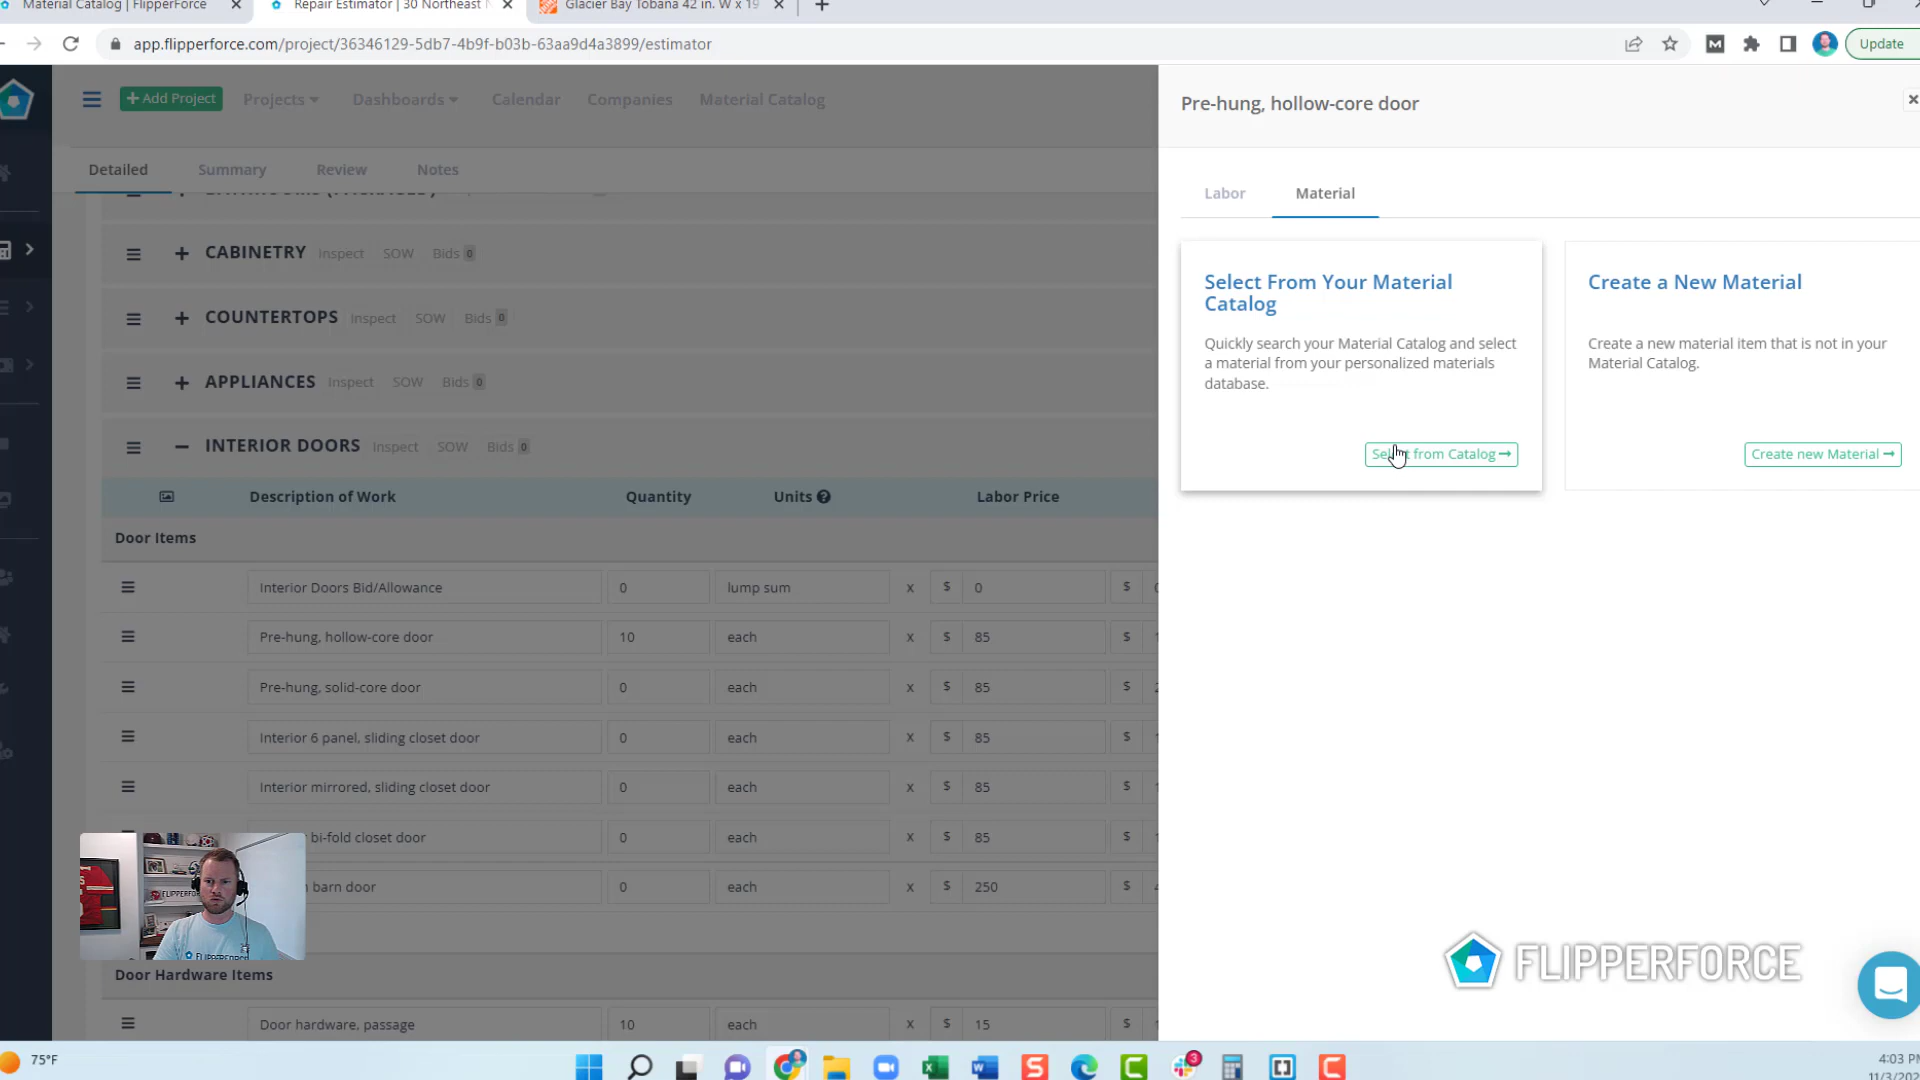 Material Catalog | FlipperForce
Repair Estimator | 30 Northeast
Glacier Bay Tobana 42 in. W x 19
app.flipperforce.com/project/36346129-5db7-4b9f-b03b-63aa9d4a3899/estimator
Update
+ Add Project
Projects
Dashboards
Calendar
Companies
Material Catalog
Detailed
Summary
Review
Notes
CABINETRY Inspect SOW Bids 0
COUNTERTOPS Inspect SOW Bids 0
APPLIANCES Inspect SOW Bids 0
INTERIOR DOORS Inspect SOW Bids 0
Description of Work Quantity Units Labor Price
Door Items
Interior Doors Bid/Allowance 0 lump sum x $ 0 $
Pre-hung, hollow-core door 10 each x $ 85 $
Pre-hung, solid-core door 0 each x $ 85 $
Interior 6 panel, sliding closet door 0 each x $ 85 $
Interior mirrored, sliding closet door 0 each x $ 85 $
bi-fold closet door 0 each x $ 85 $
barn door 0 each x $ 250 $
Door Hardware Items
Door hardware, passage 10 each x $ 15 $
Pre-hung, hollow-core door
Labor
Material
Select From Your Material
Catalog
Quickly search your Material Catalog and select
a material from your personalized materials
database.
Select from Catalog
Create a New Material
Create a new material item that is not in your
Material Catalog.
Create new Material
FLIPPERFORCE
75°F
3
4:03 PM
11/3/202